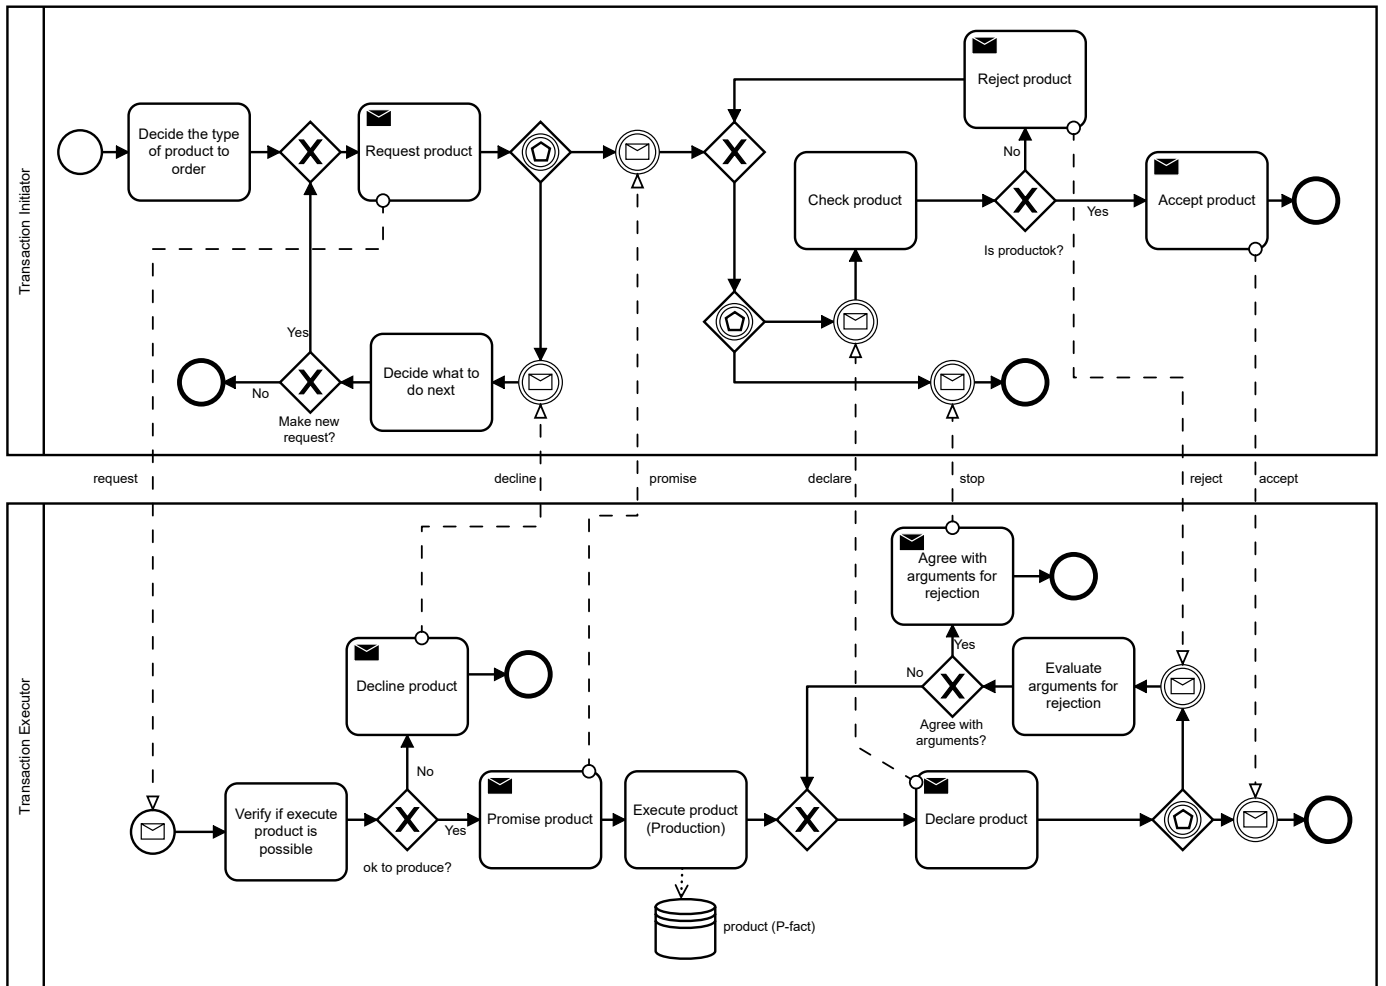 Transaction Initiator
Decide the type
of product to
order
Request product
Reject product
No
Check product
Accept product
Yes
Is productok?
Yes
Decide what to
do next
No
Make new
request?
request
decline
promise
declare
stop
reject
accept
Transaction Executor
Agree with
arguments for
rejection
Yes
No
Evaluate
arguments for
rejection
Agree with
arguments?
Decline product
No
Verify if execute
product is
possible
Yes
ok to produce?
Promise product
Execute product
(Production)
Declare product
product (P-fact)